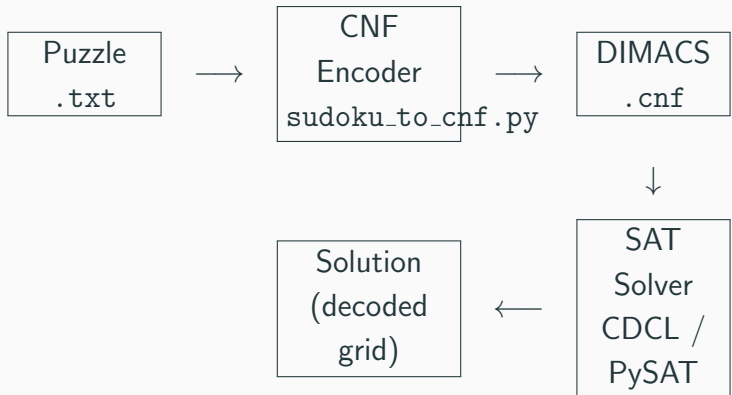 Puzzle
.txt
CNF
Encoder
sudoku_to_cnf.py
DIMACS
.cnf
SAT
Solver
CDCL /
PySAT
Solution
(decoded
grid)